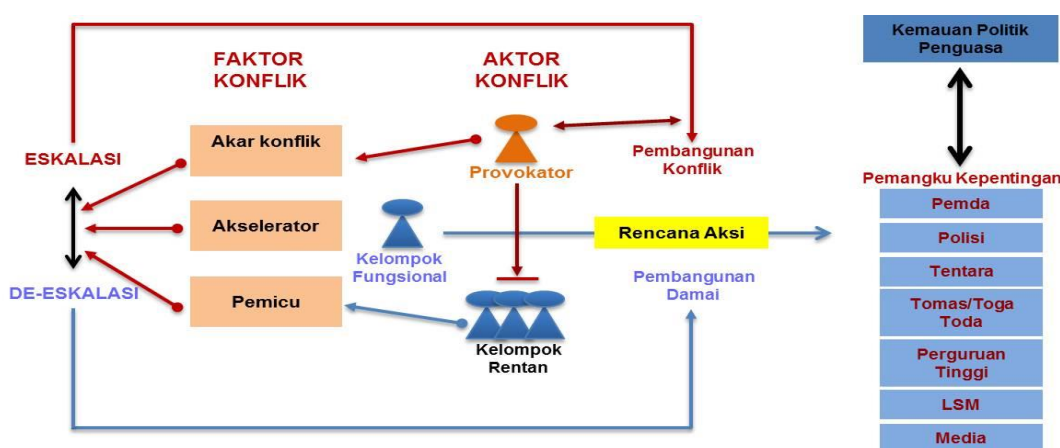 FAKTOR
KONFLIK
AKTOR
KONFLIK
ESKALASI
DE-ESKALASI
Akar konflik
Akselerator
Pemicu
Provokator
Kelompok
Fungsional
Kelompok
Rentan
Pembangunan
Konflik
Rencana Aksi
Pembangunan
Damai
Kemauan Politik
Penguasa
Pemangku Kepentingan
Pemda
Polisi
Tentara
Tomas/Toga
Toda
Perguruan
Tinggi
LSM
Media